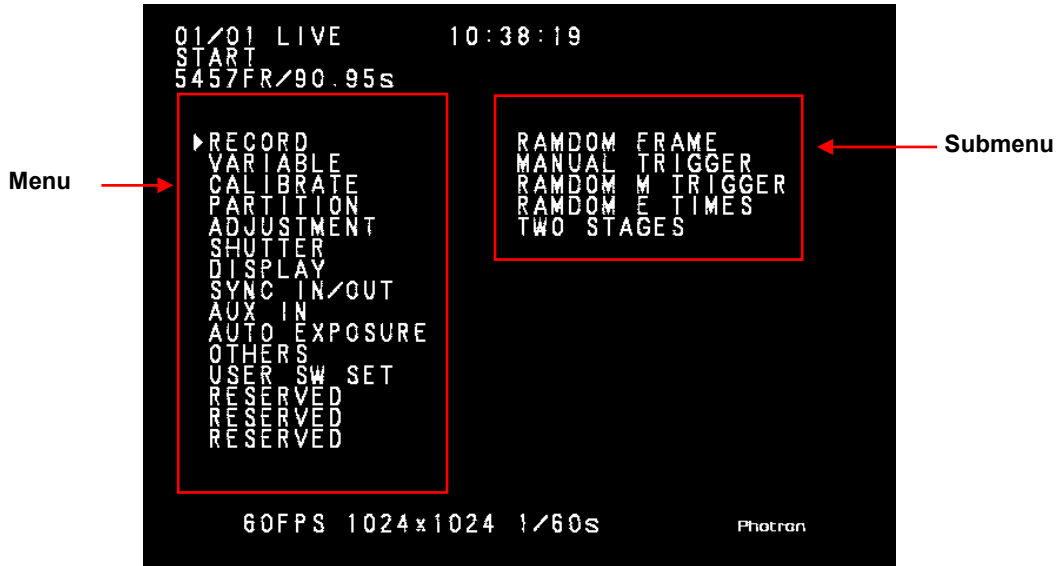 01/01 LIVE 10:38:19
START
5457FR/90.95s
Menu
▶RECORD
VARIABLE
CALIBRATE
PARTITION
ADJUSTMENT
SHUTTER
DISPLAY
SYNC IN/OUT
AUX IN
AUTO EXPOSURE
OTHERS
USER SW SET
RESERVED
RESERVED
RESERVED
RAMDOM FRAME
MANUAL TRIGGER
RAMDOM M TRIGGER
RAMDOM E TIMES
TWO STAGES
Submenu
60FPS 1024x1024 1/60s
Photron